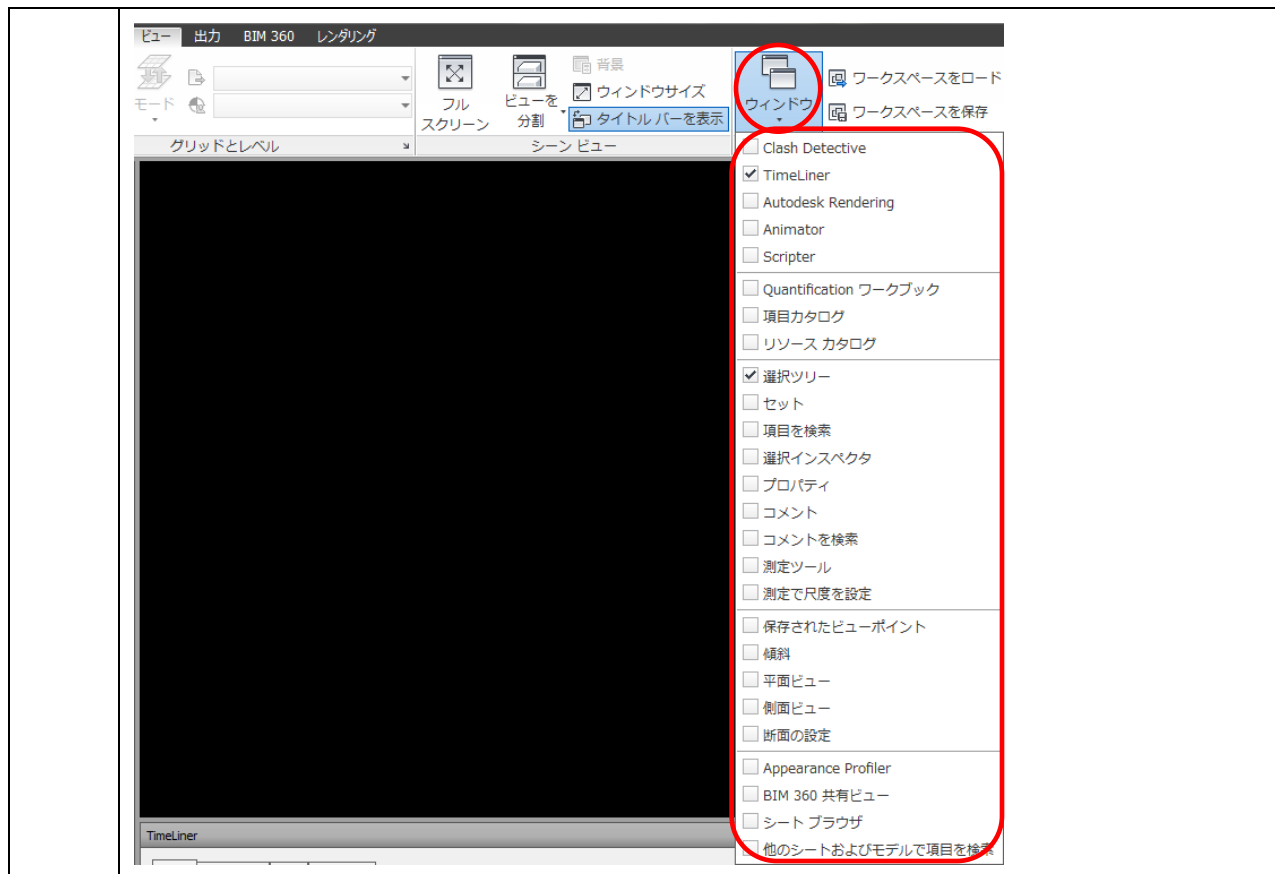 ビュー 出力 BIM 360 レンダリング
モード
グリッドとレベル
フル
スクリーン
ビューを
分割
背景
ウィンドウサイズ
タイトル バーを表示
シーン ビュー
ウィンドウ
ワークスペースをロード
ワークスペースを保存
Clash Detective
TimeLiner
Autodesk Rendering
Animator
Scripter
Quantification ワークブック
項目カタログ
リソース カタログ
選択ツリー
セット
項目を検索
選択インスペクタ
プロパティ
コメント
コメントを検索
測定ツール
測定で尺度を設定
保存されたビューポイント
傾斜
平面ビュー
側面ビュー
断面の設定
Appearance Profiler
BIM 360 共有ビュー
シート ブラウザ
他のシートおよびモデルで項目を検索
TimeLiner